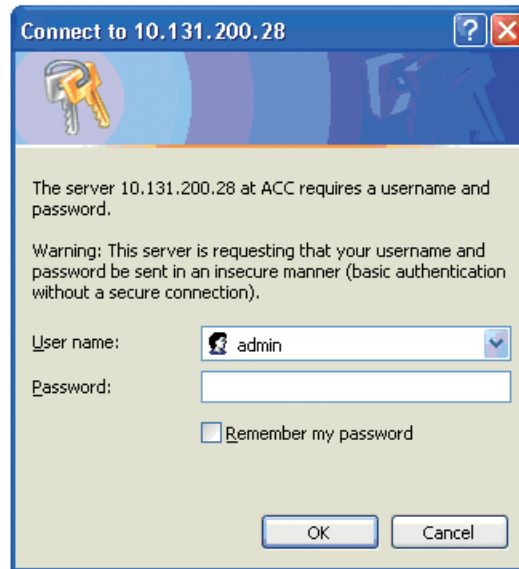 Connect to 10.131.200.28
The server 10.131.200.28 at ACC requires a username and
password.
Warning: This server is requesting that your username and
password be sent in an insecure manner (basic authentication
without a secure connection).
User name:
admin
Password:
Remember my password
OK
Cancel